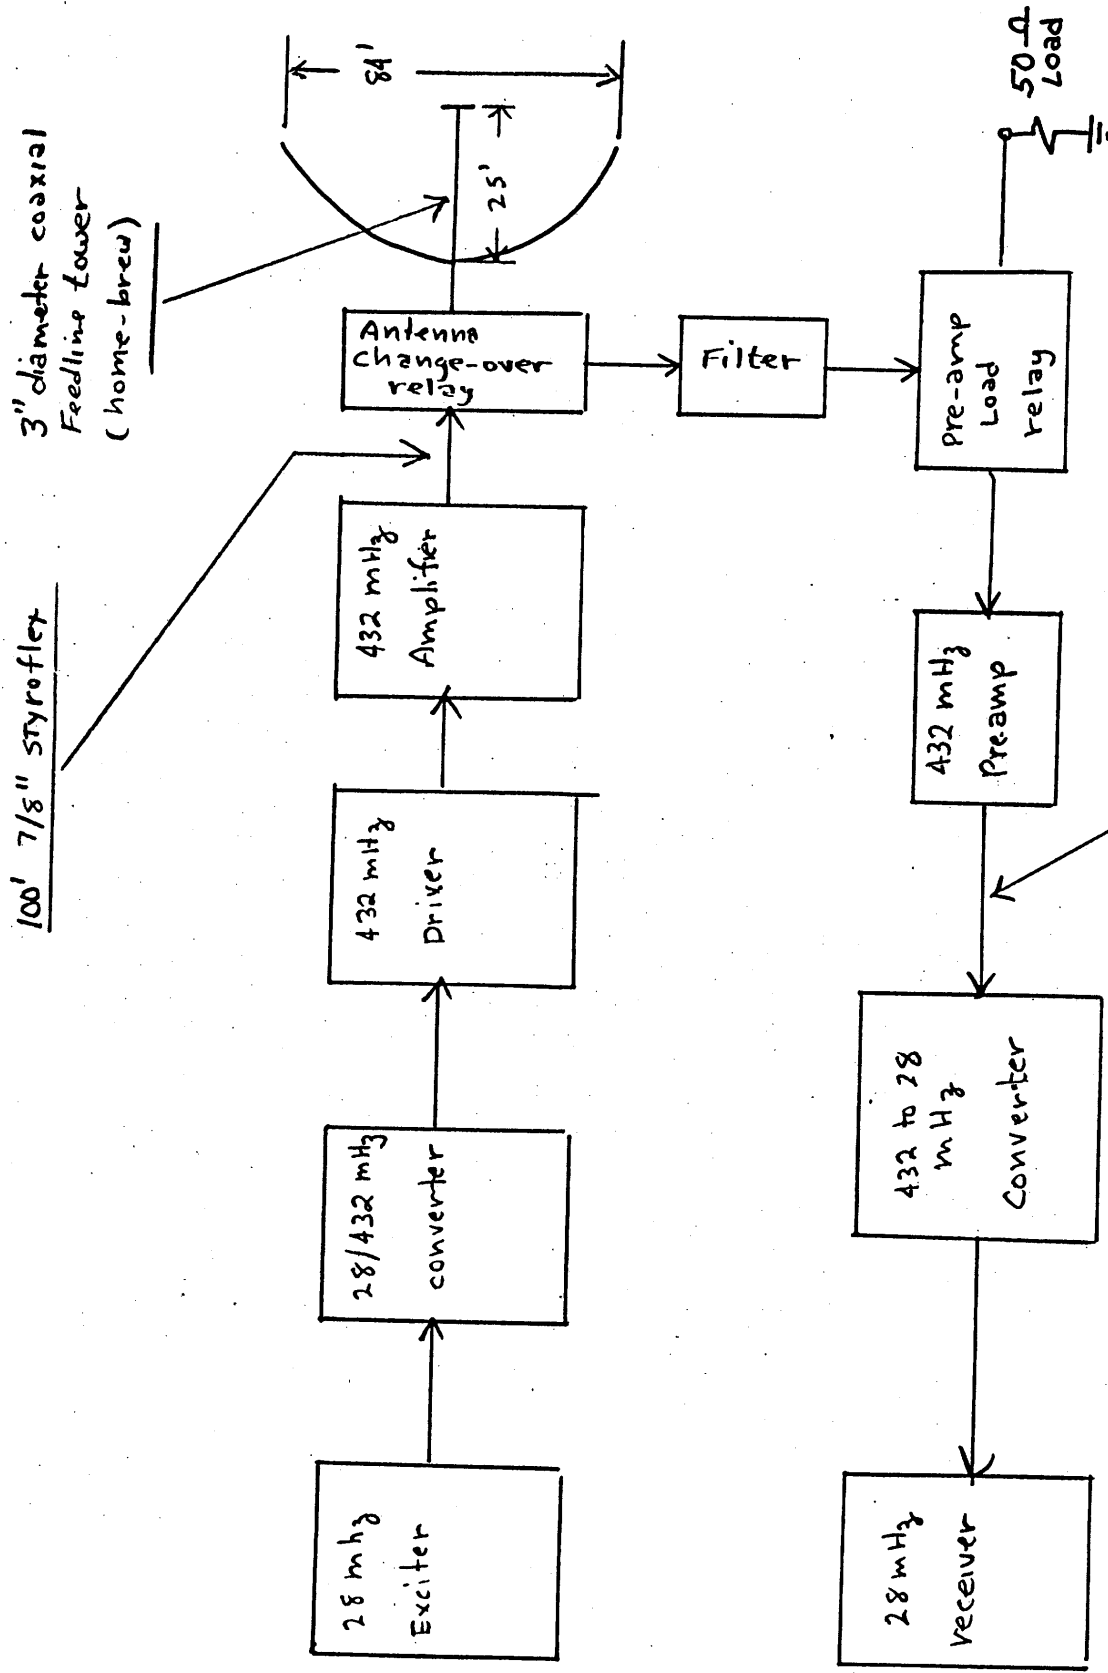 100' 7/8" styroflex
3" diameter coaxial
Feedline tower
(home-brew)
84'
25'
28 mhz
Exciter
28/432 mHz
converter
432 mHz
Driver
432 mHz
Amplifier
Antenna
change-over
relay
Filter
Pre-amp
Load
relay
50-Ω
Load
432 mHz
Preamp
432 to 28
mHz
Converter
28 mHz
receiver